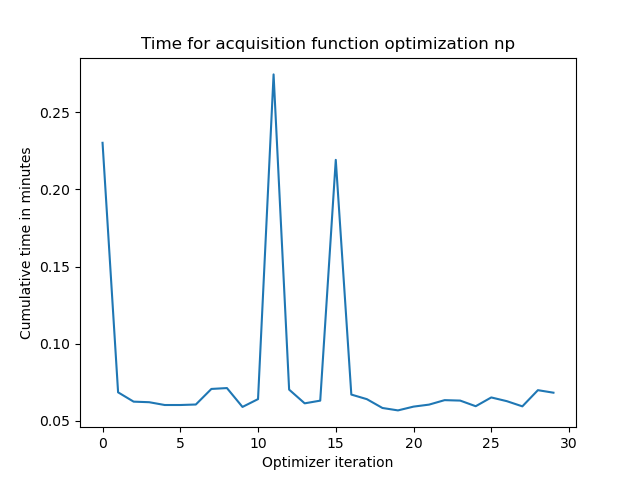 Time for acquisition function optimization np
Cumulative time in minutes
0.25
0.20
0.15
0.10
0.05
0 5 10 15 20 25 30
Optimizer iteration